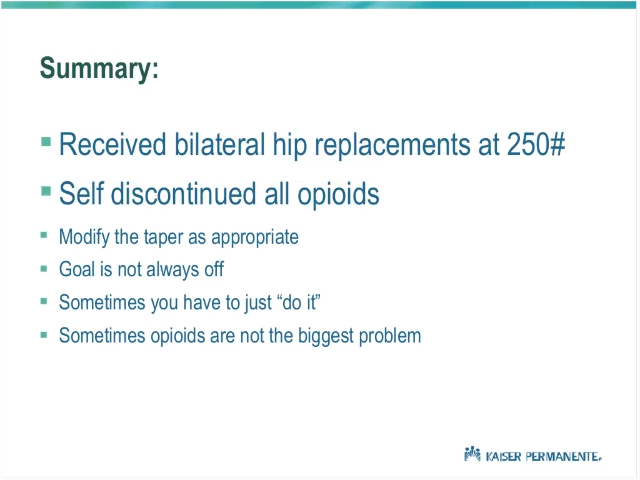 Summary:
Received bilateral hip replacements at 250#
Self discontinued all opioids
Modify the taper as appropriate
Goal is not always off
Sometimes you have to just “do it”
Sometimes opioids are not the biggest problem
KAISER PERMANENTE.